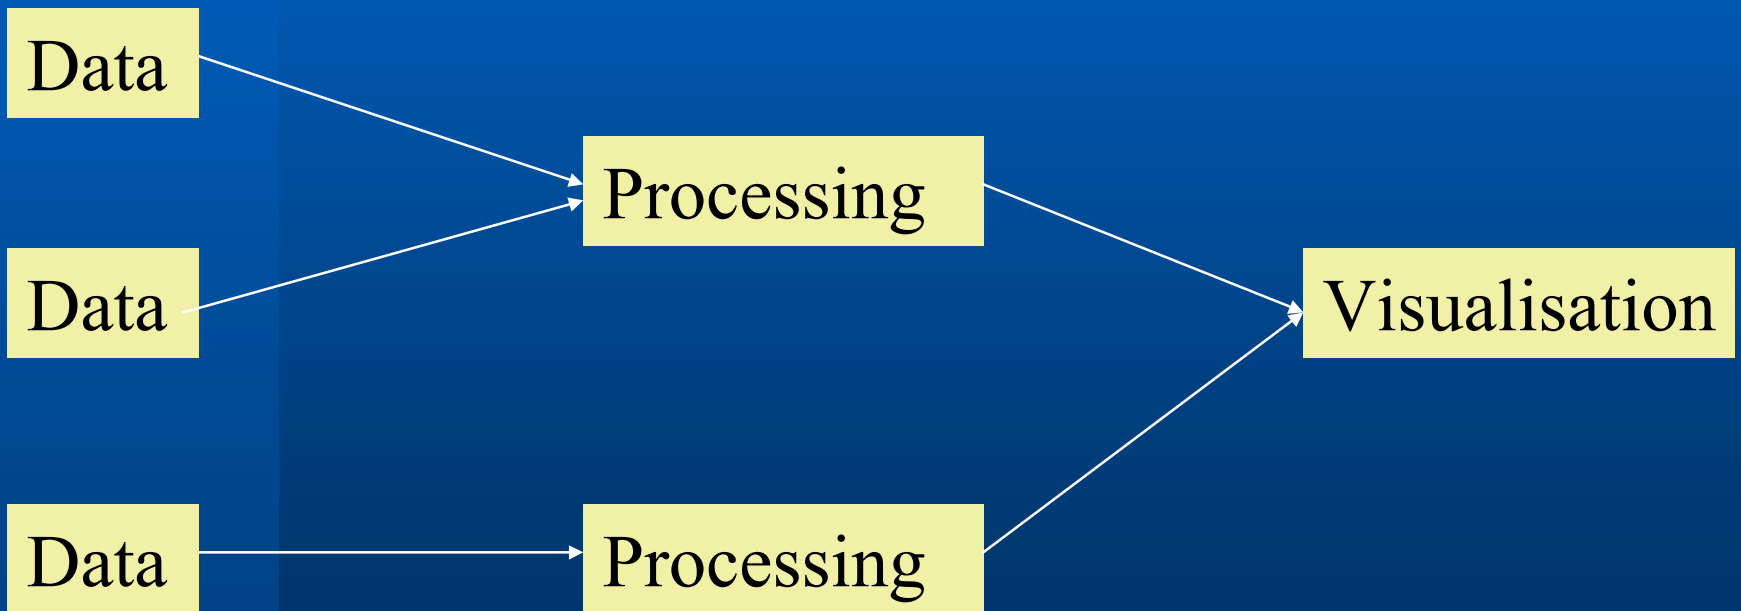 Data
Processing
Data
Visualisation
Data
Processing